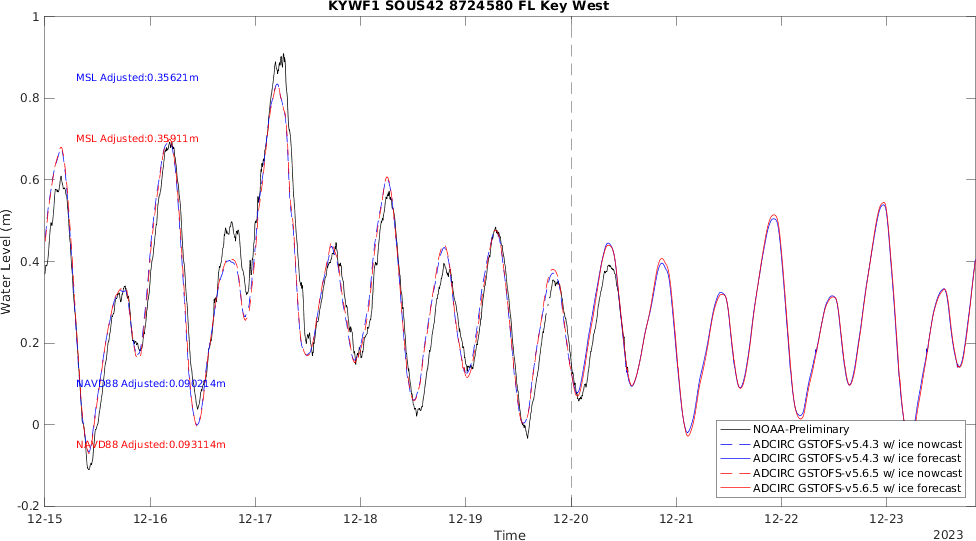 KYWF1 SOUS42 8724580 FL Key West
1
0.8
0.6
0.4
0.2
0
-0.2
Water Level (m)
MSL Adjusted:0.35621m
MSL Adjusted:0.35911m
NAVD88 Adjusted:0.090214m
NAVD88 Adjusted:0.093114m
NOAA-Preliminary
ADCIRC GSTOFS-v5.4.3 w/ ice nowcast
ADCIRC GSTOFS-v5.4.3 w/ ice forecast
ADCIRC GSTOFS-v5.6.5 w/ ice nowcast
ADCIRC GSTOFS-v5.6.5 w/ ice forecast
12-15 12-16 12-17 12-18 12-19 12-20 12-21 12-22 12-23
Time
2023